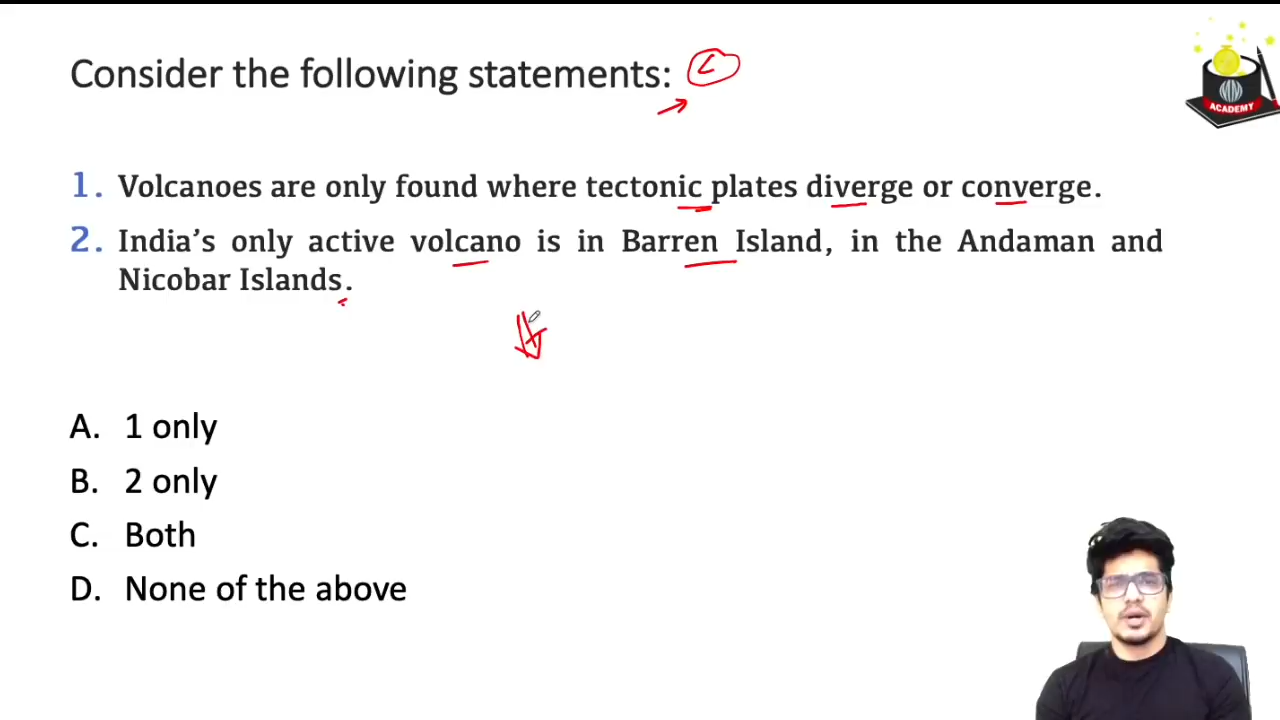 Consider the following statements:
ACADEMY
1. Volcanoes are only found where tectonic plates diverge or converge.
2. India's only active volcano is in Barren Island, in the Andaman and
Nicobar Islands.
A. 1 only
B. 2 only
C. Both
D. None of the above